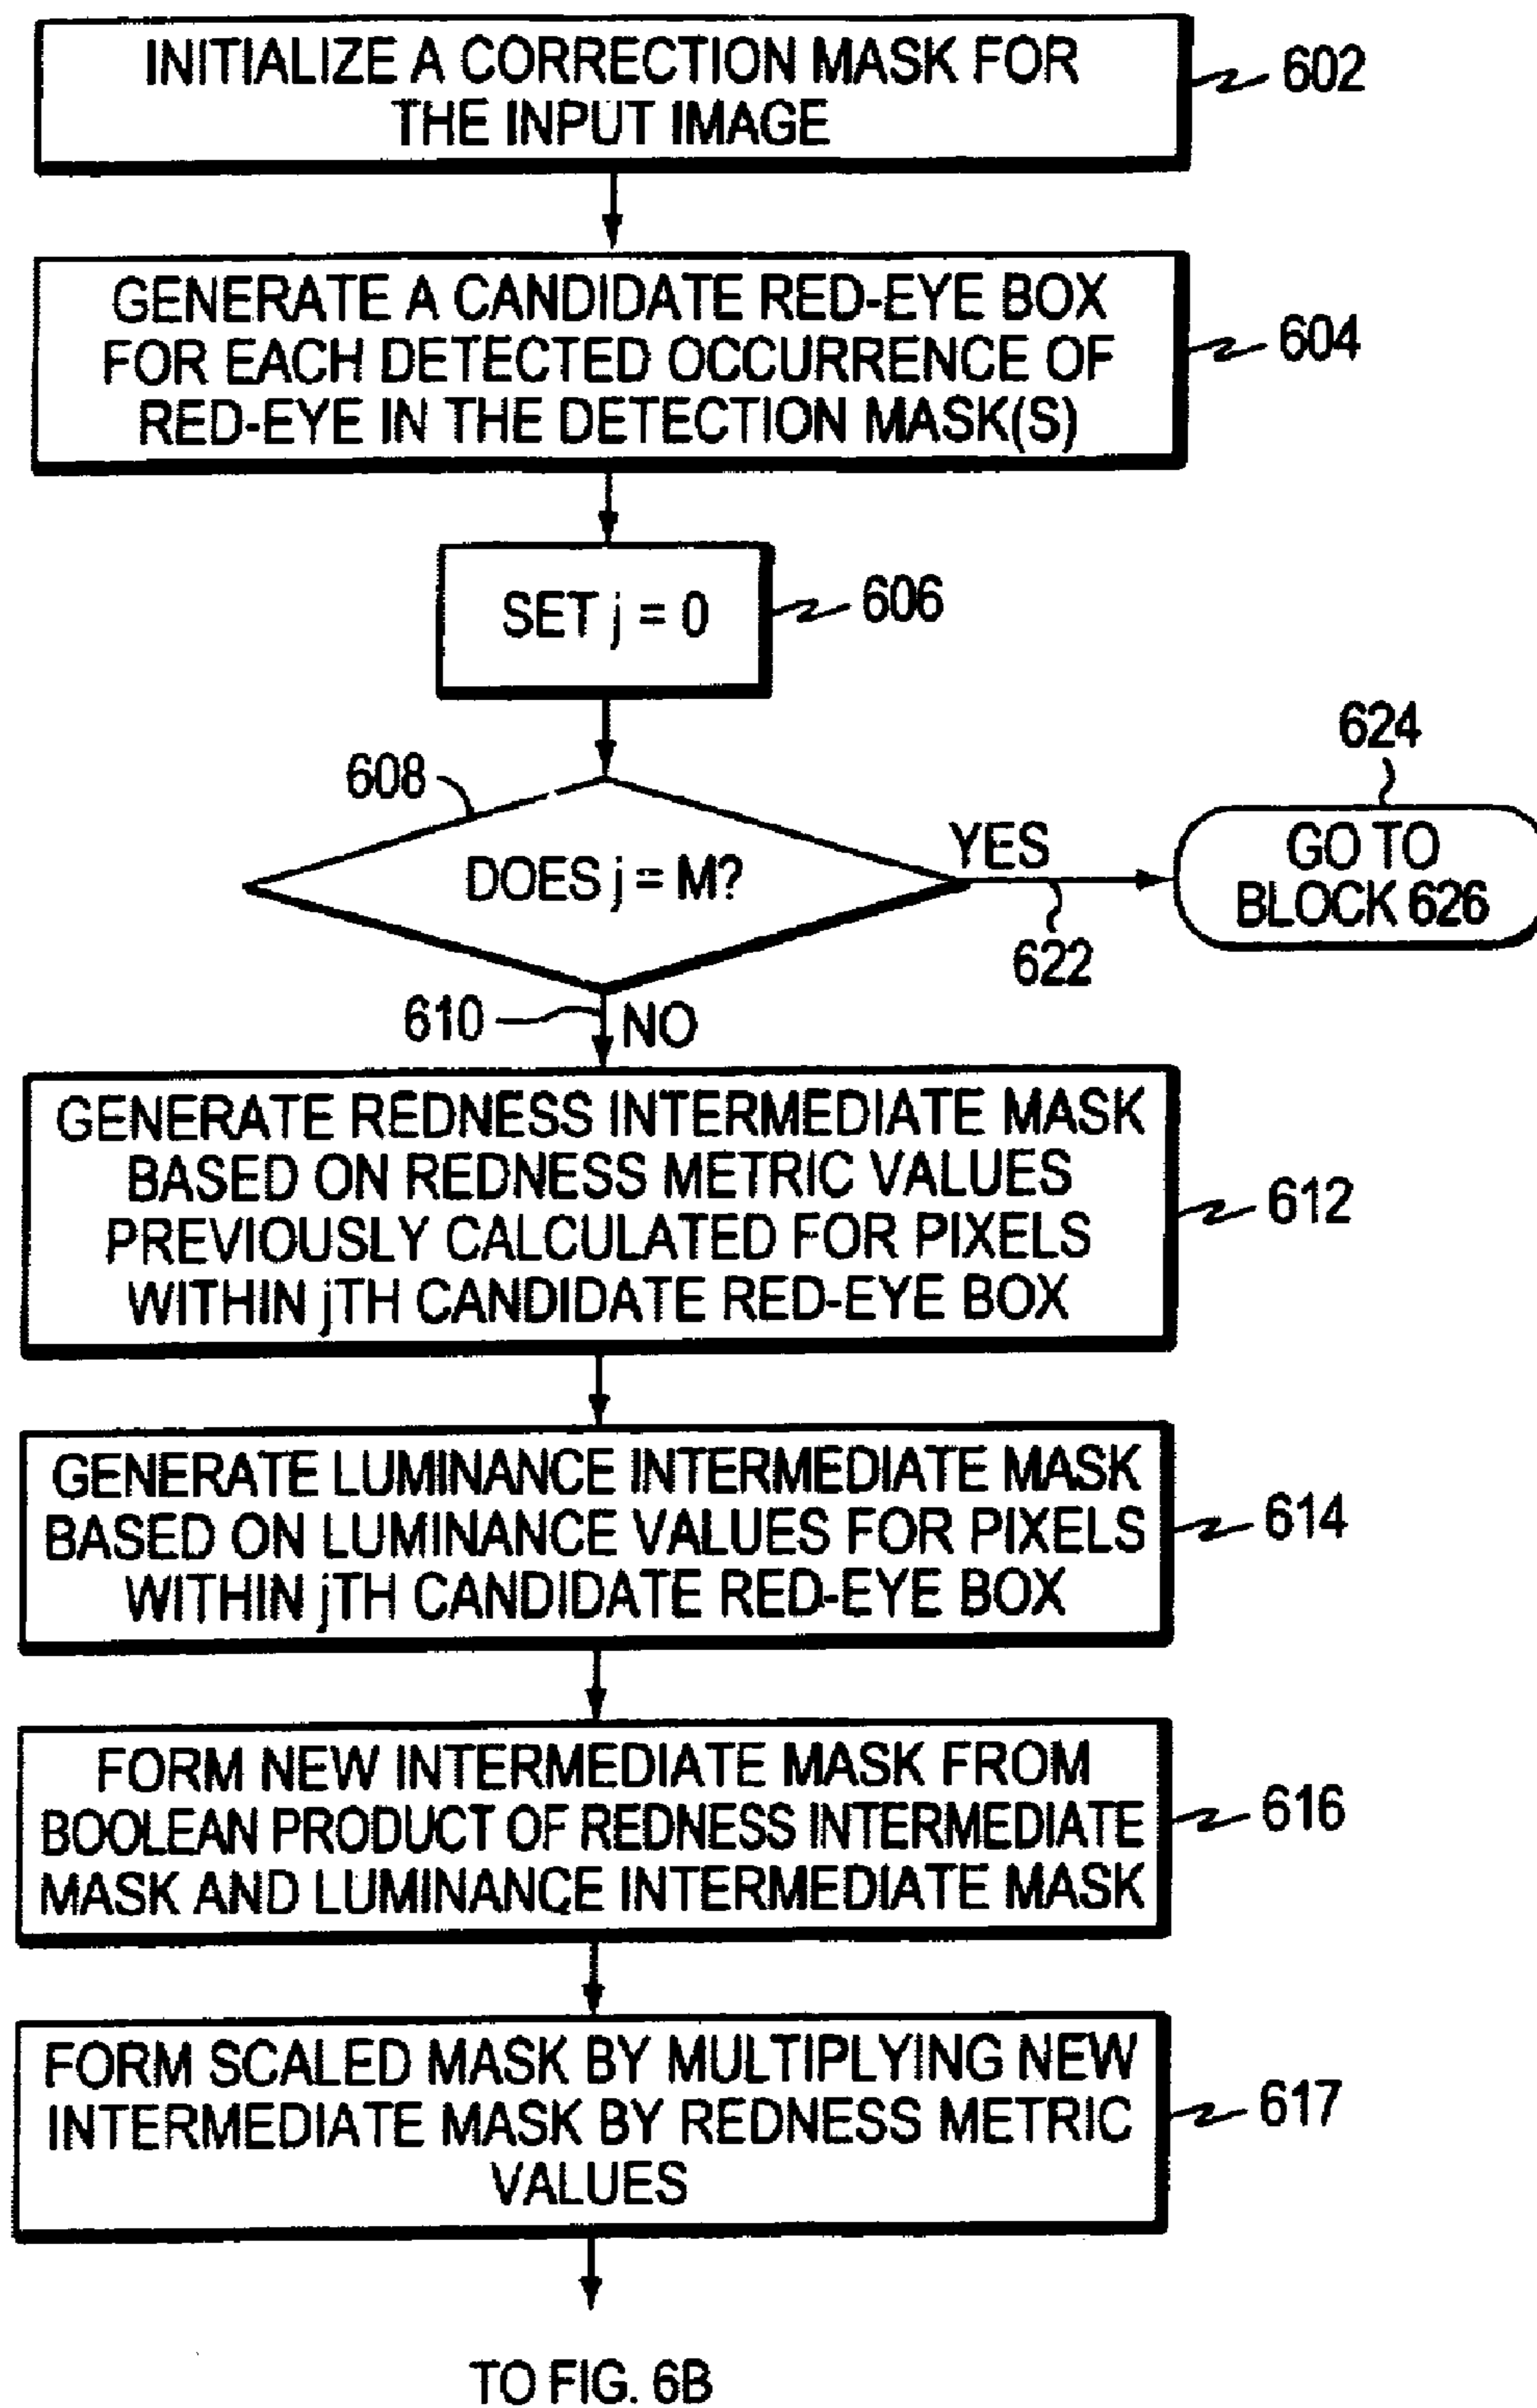 INITIALIZE A CORRECTION MASK FOR
THE INPUT IMAGE
602
GENERATE A CANDIDATE RED-EYE BOX
FOR EACH DETECTED OCCURRENCE OF
RED-EYE IN THE DETECTION MASK(S)
604
SET j = 0
606
608
DOES j = M?
YES
622
624
GO TO
BLOCK 626
610
NO
GENERATE REDNESS INTERMEDIATE MASK
BASED ON REDNESS METRIC VALUES
PREVIOUSLY CALCULATED FOR PIXELS
WITHIN jTH CANDIDATE RED-EYE BOX
612
GENERATE LUMINANCE INTERMEDIATE MASK
BASED ON LUMINANCE VALUES FOR PIXELS
WITHIN jTH CANDIDATE RED-EYE BOX
614
FORM NEW INTERMEDIATE MASK FROM
BOOLEAN PRODUCT OF REDNESS INTERMEDIATE
MASK AND LUMINANCE INTERMEDIATE MASK
616
FORM SCALED MASK BY MULTIPLYING NEW
INTERMEDIATE MASK BY REDNESS METRIC
VALUES
617
TO FIG. 6B